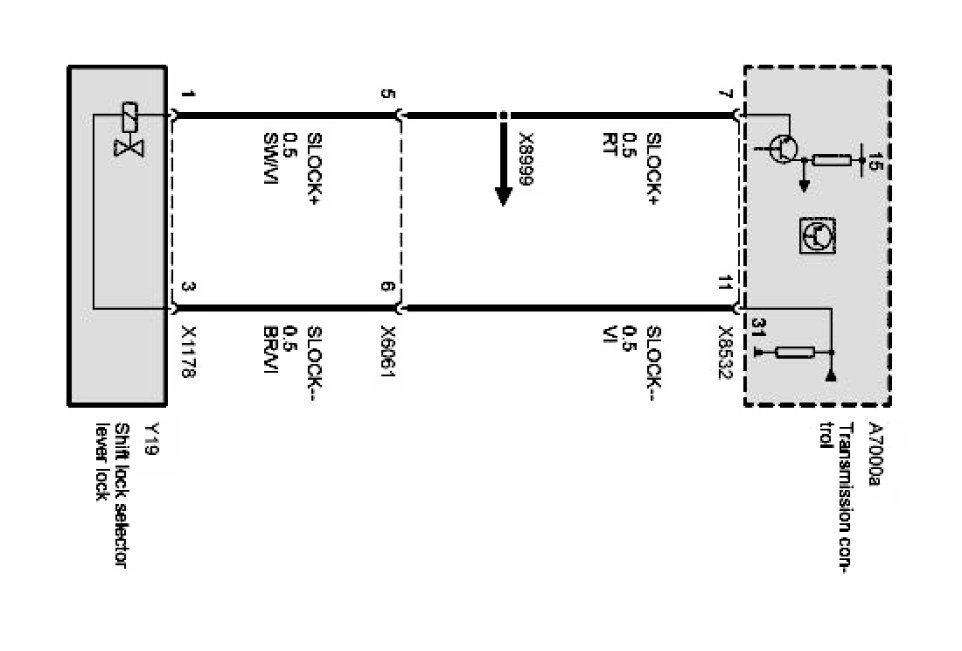 A7000a
Transmission con-
trol
15
31
7
11
X8532
SLOCK+
0.5
RT
SLOCK--
0.5
VI
X8999
5
6
X6061
SLOCK+
0.5
SW/VI
SLOCK--
0.5
BR/VI
1
3
X1178
Y19
Shift lock selector
lever lock